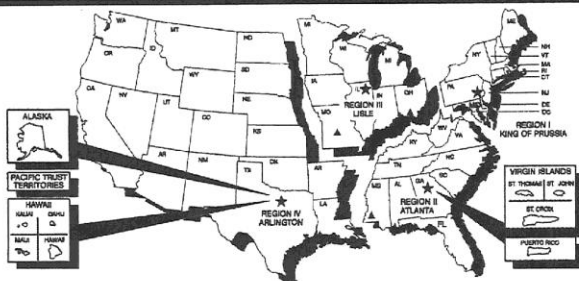 WA
OR
CA
NV
ID
MT
WY
UT
CO
AZ
NM
ND
SD
NE
KS
OK
TX
MN
WI
MI
IA
IL
IN
OH
MO
REGION III
LISLE
ME
NH
VT
MA
RI
CT
NY
PA
NJ
MD
DE
DC
REGION I
KING OF PRUSSIA
WV
VA
KY
TN
NC
SC
AR
LA
MS
AL
GA
FL
REGION II
ATLANTA
REGION IV
ARLINGTON
ALASKA
PACIFIC TRUST
TERRITORIES
HAWAII
KAUAI
OAHU
MAUI
HAWAII
VIRGIN ISLANDS
ST. THOMAS
ST. JOHN
ST. CROIX
PUERTO RICO